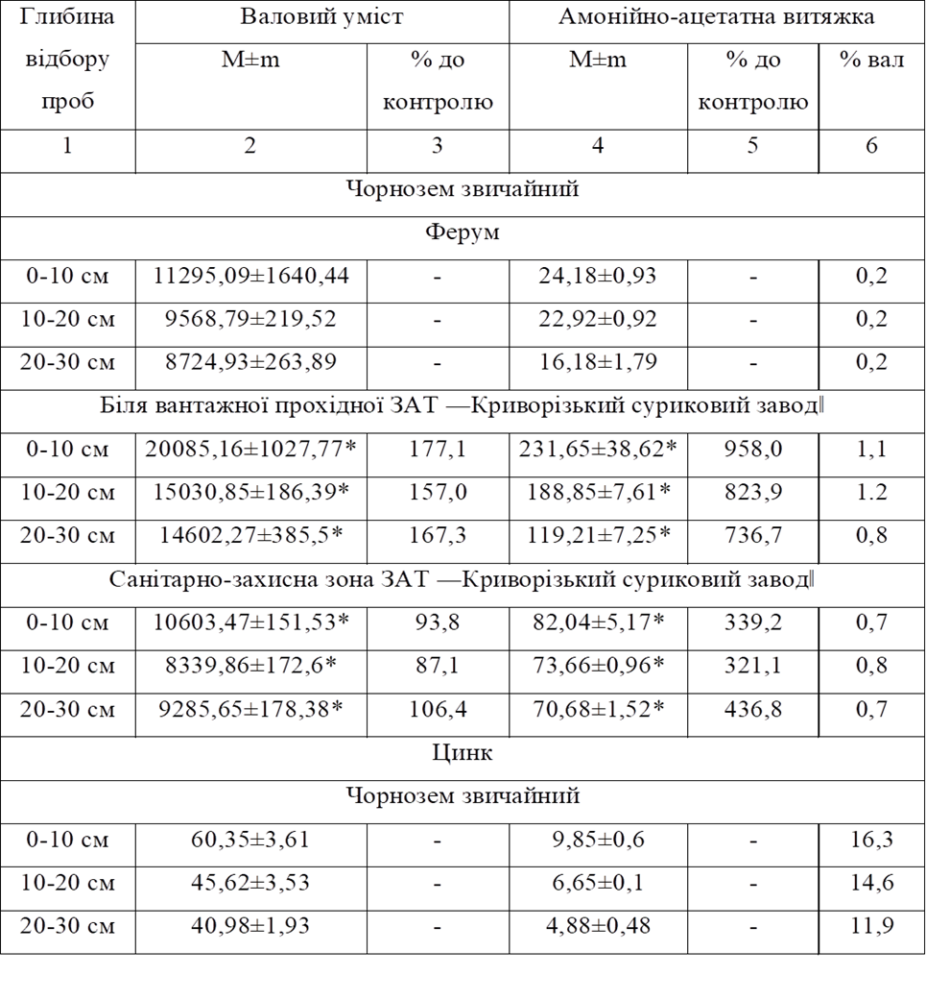 Глибина відбору проб | Валовий уміст | Амонійно-ацетатна витяжка
M±m | % до контролю | M±m | % до контролю | % вал
1 | 2 | 3 | 4 | 5 | 6
Чорнозем звичайний
Ферум
0-10 см | 11295,09±1640,44 | - | 24,18±0,93 | - | 0,2
10-20 см | 9568,79±219,52 | - | 22,92±0,92 | - | 0,2
20-30 см | 8724,93±263,89 | - | 16,18±1,79 | - | 0,2
Біля вантажної прохідної ЗАТ ―Криворізький суриковий завод‖
0-10 см | 20085,16±1027,77* | 177,1 | 231,65±38,62* | 958,0 | 1,1
10-20 см | 15030,85±186,39* | 157,0 | 188,85±7,61* | 823,9 | 1.2
20-30 см | 14602,27±385,5* | 167,3 | 119,21±7,25* | 736,7 | 0,8
Санітарно-захисна зона ЗАТ ―Криворізький суриковий завод‖
0-10 см | 10603,47±151,53* | 93,8 | 82,04±5,17* | 339,2 | 0,7
10-20 см | 8339,86±172,6* | 87,1 | 73,66±0,96* | 321,1 | 0,8
20-30 см | 9285,65±178,38* | 106,4 | 70,68±1,52* | 436,8 | 0,7
Цинк
Чорнозем звичайний
0-10 см | 60,35±3,61 | - | 9,85±0,6 | - | 16,3
10-20 см | 45,62±3,53 | - | 6,65±0,1 | - | 14,6
20-30 см | 40,98±1,93 | - | 4,88±0,48 | - | 11,9